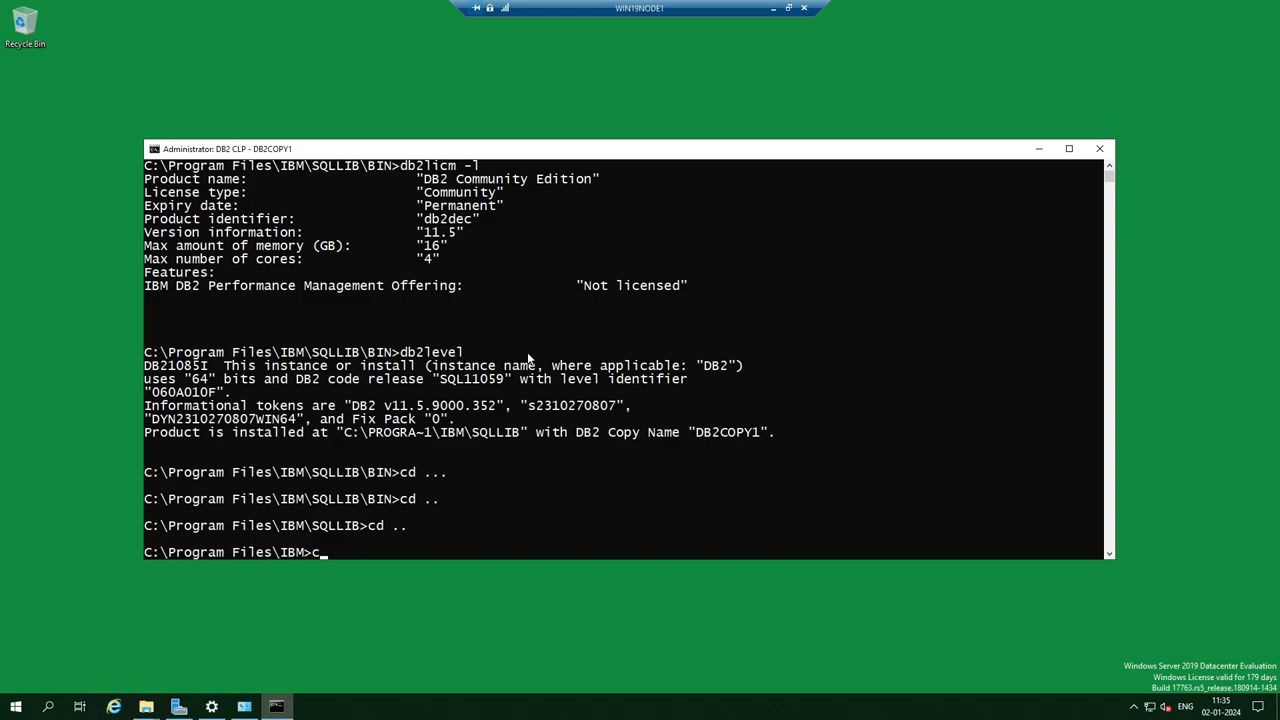 WIN19NODE1
Recycle Bin
Administrator: DB2 CLP - DB2COPY1
C:\Program Files\IBM\SQLLIB\BIN>db2licm -l
Product name: "DB2 Community Edition"
License type: "Community"
Expiry date: "Permanent"
Product identifier: "db2dec"
Version information: "11.5"
Max amount of memory (GB): "16"
Max number of cores: "4"
Features:
IBM DB2 Performance Management Offering: "Not licensed"
C:\Program Files\IBM\SQLLIB\BIN>db2level
DB21085I  This instance or install (instance name, where applicable: "DB2")
uses "64" bits and DB2 code release "SQL11059" with level identifier
"060A010F".
Informational tokens are "DB2 v11.5.9000.352", "s2310270807",
"DYN2310270807WIN64", and Fix Pack "0".
Product is installed at "C:\PROGRA~1\IBM\SQLLIB" with DB2 Copy Name "DB2COPY1".
C:\Program Files\IBM\SQLLIB\BIN>cd ...
C:\Program Files\IBM\SQLLIB\BIN>cd ..
C:\Program Files\IBM\SQLLIB>cd ..
C:\Program Files\IBM>c_
Windows Server 2019 Datacenter Evaluation
Windows License valid for 179 days
Build 17763.rs5_release.180914-1434
ENG
11:35
02-01-2024